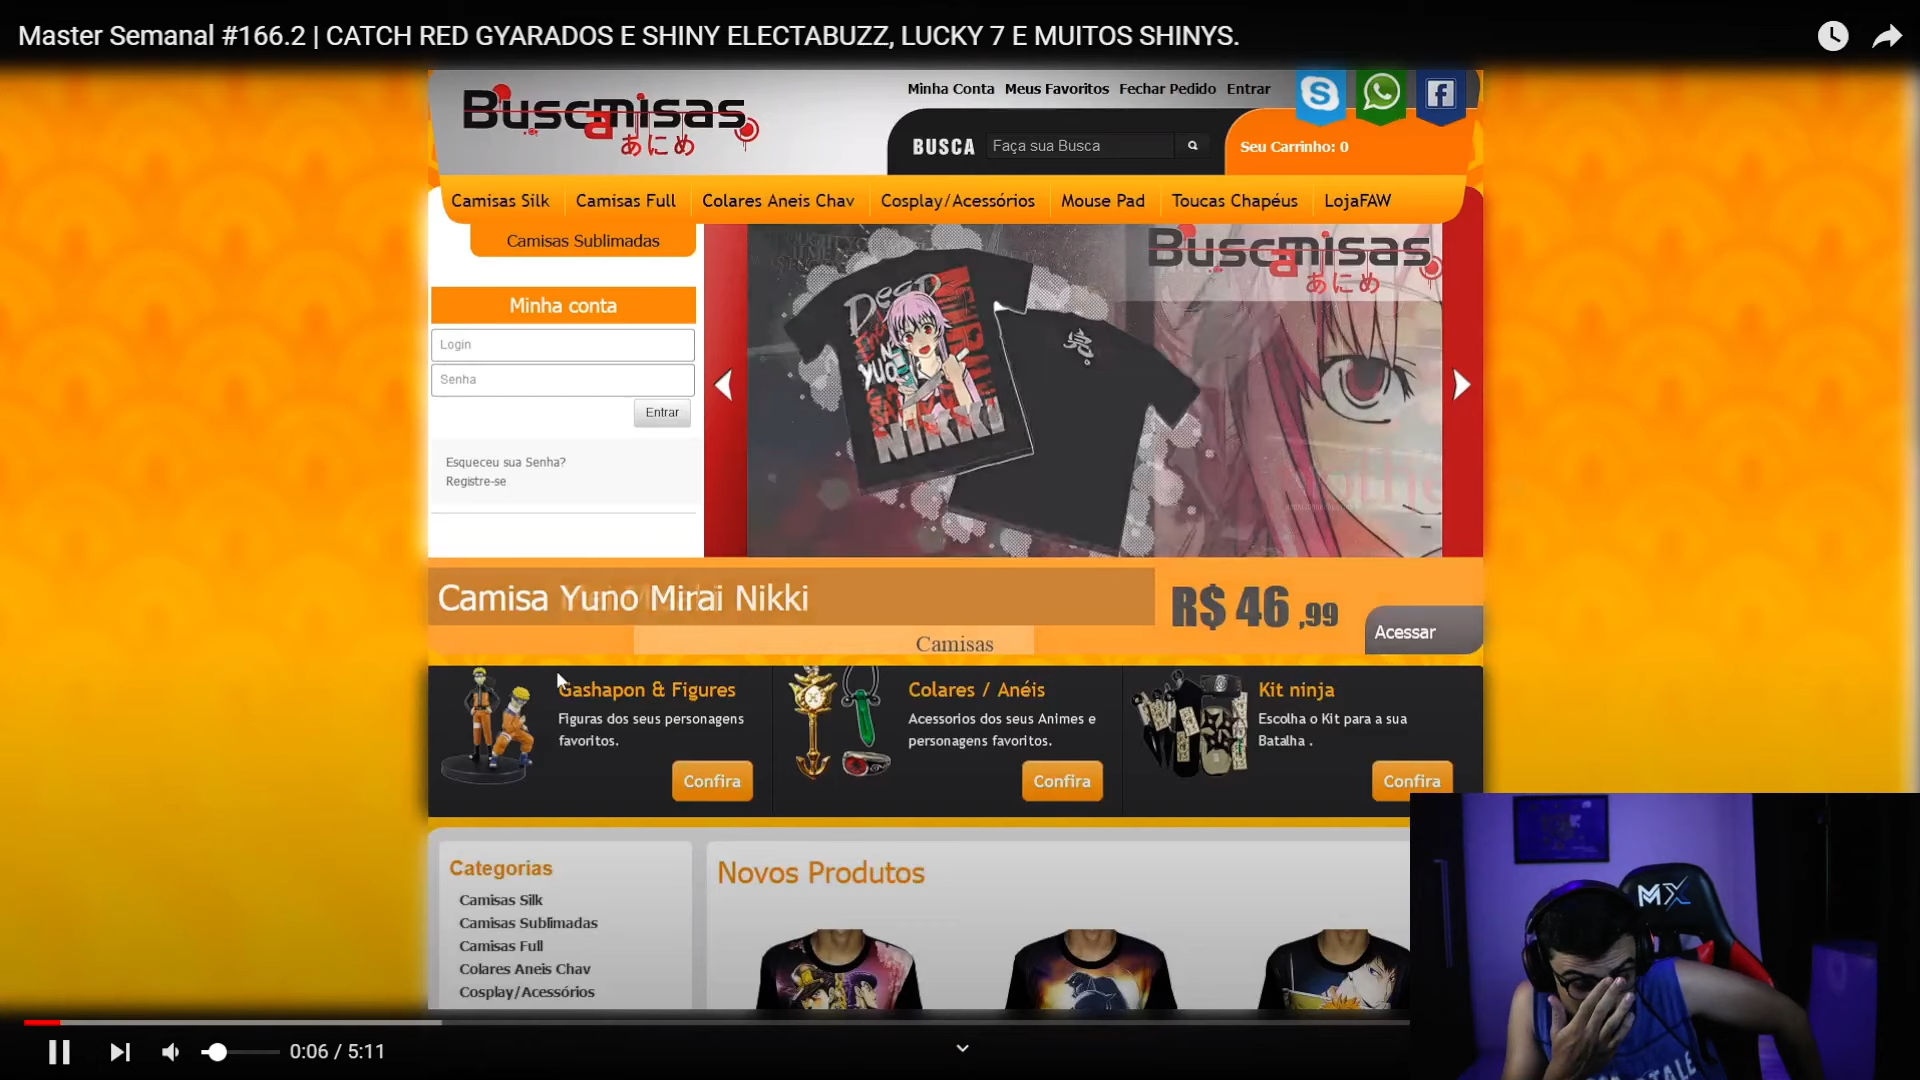 Master Semanal #166.2 | CATCH RED GYARADOS E SHINY ELECTABUZZ, LUCKY 7 E MUITOS SHINYS.
Buscamisas
あにめ
Minha Conta Meus Favoritos Fechar Pedido Entrar
BUSCA Faça sua Busca
Seu Carrinho: 0
Camisas Silk Camisas Full Colares Aneis Chav Cosplay/Acessórios Mouse Pad Toucas Chapéus LojaFAW
Camisas Sublimadas
Minha conta
Login
Senha
Entrar
Esqueceu sua Senha?
Registre-se
Buscamisas
あにめ
NIKKI
Camisa Yuno Mirai Nikki
R$ 46 ,99
Acessar
Camisas
Gashapon & Figures
Figuras dos seus personagens
favoritos.
Confira
Colares / Anéis
Acessorios dos seus Animes e
personagens favoritos.
Confira
Kit ninja
Escolha o Kit para a sua
Batalha .
Confira
Categorias
Camisas Silk
Camisas Sublimadas
Camisas Full
Colares Aneis Chav
Cosplay/Acessórios
Novos Produtos
MX
0:06 / 5:11